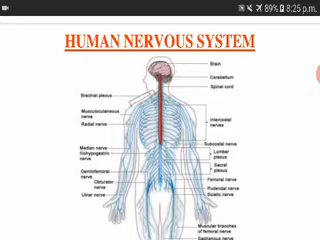 89% 8:25 p.m.
HUMAN NERVOUS SYSTEM
Brain
Cerebellum
Spinal cord
Brachial plexus
Musculocutaneous
nerve
Radial nerve
Intercostal
nerves
Median nerve
Iliohypogastric
nerve
Subcostal nerve
Lumbar
plexus
Sacral
plexus
Genitofemoral
nerve
Femoral nerve
Obturator
nerve
Pudendal nerve
Sciatic nerve
Ulnar nerve
Muscular branches
of femoral nerve
Saphenous nerve